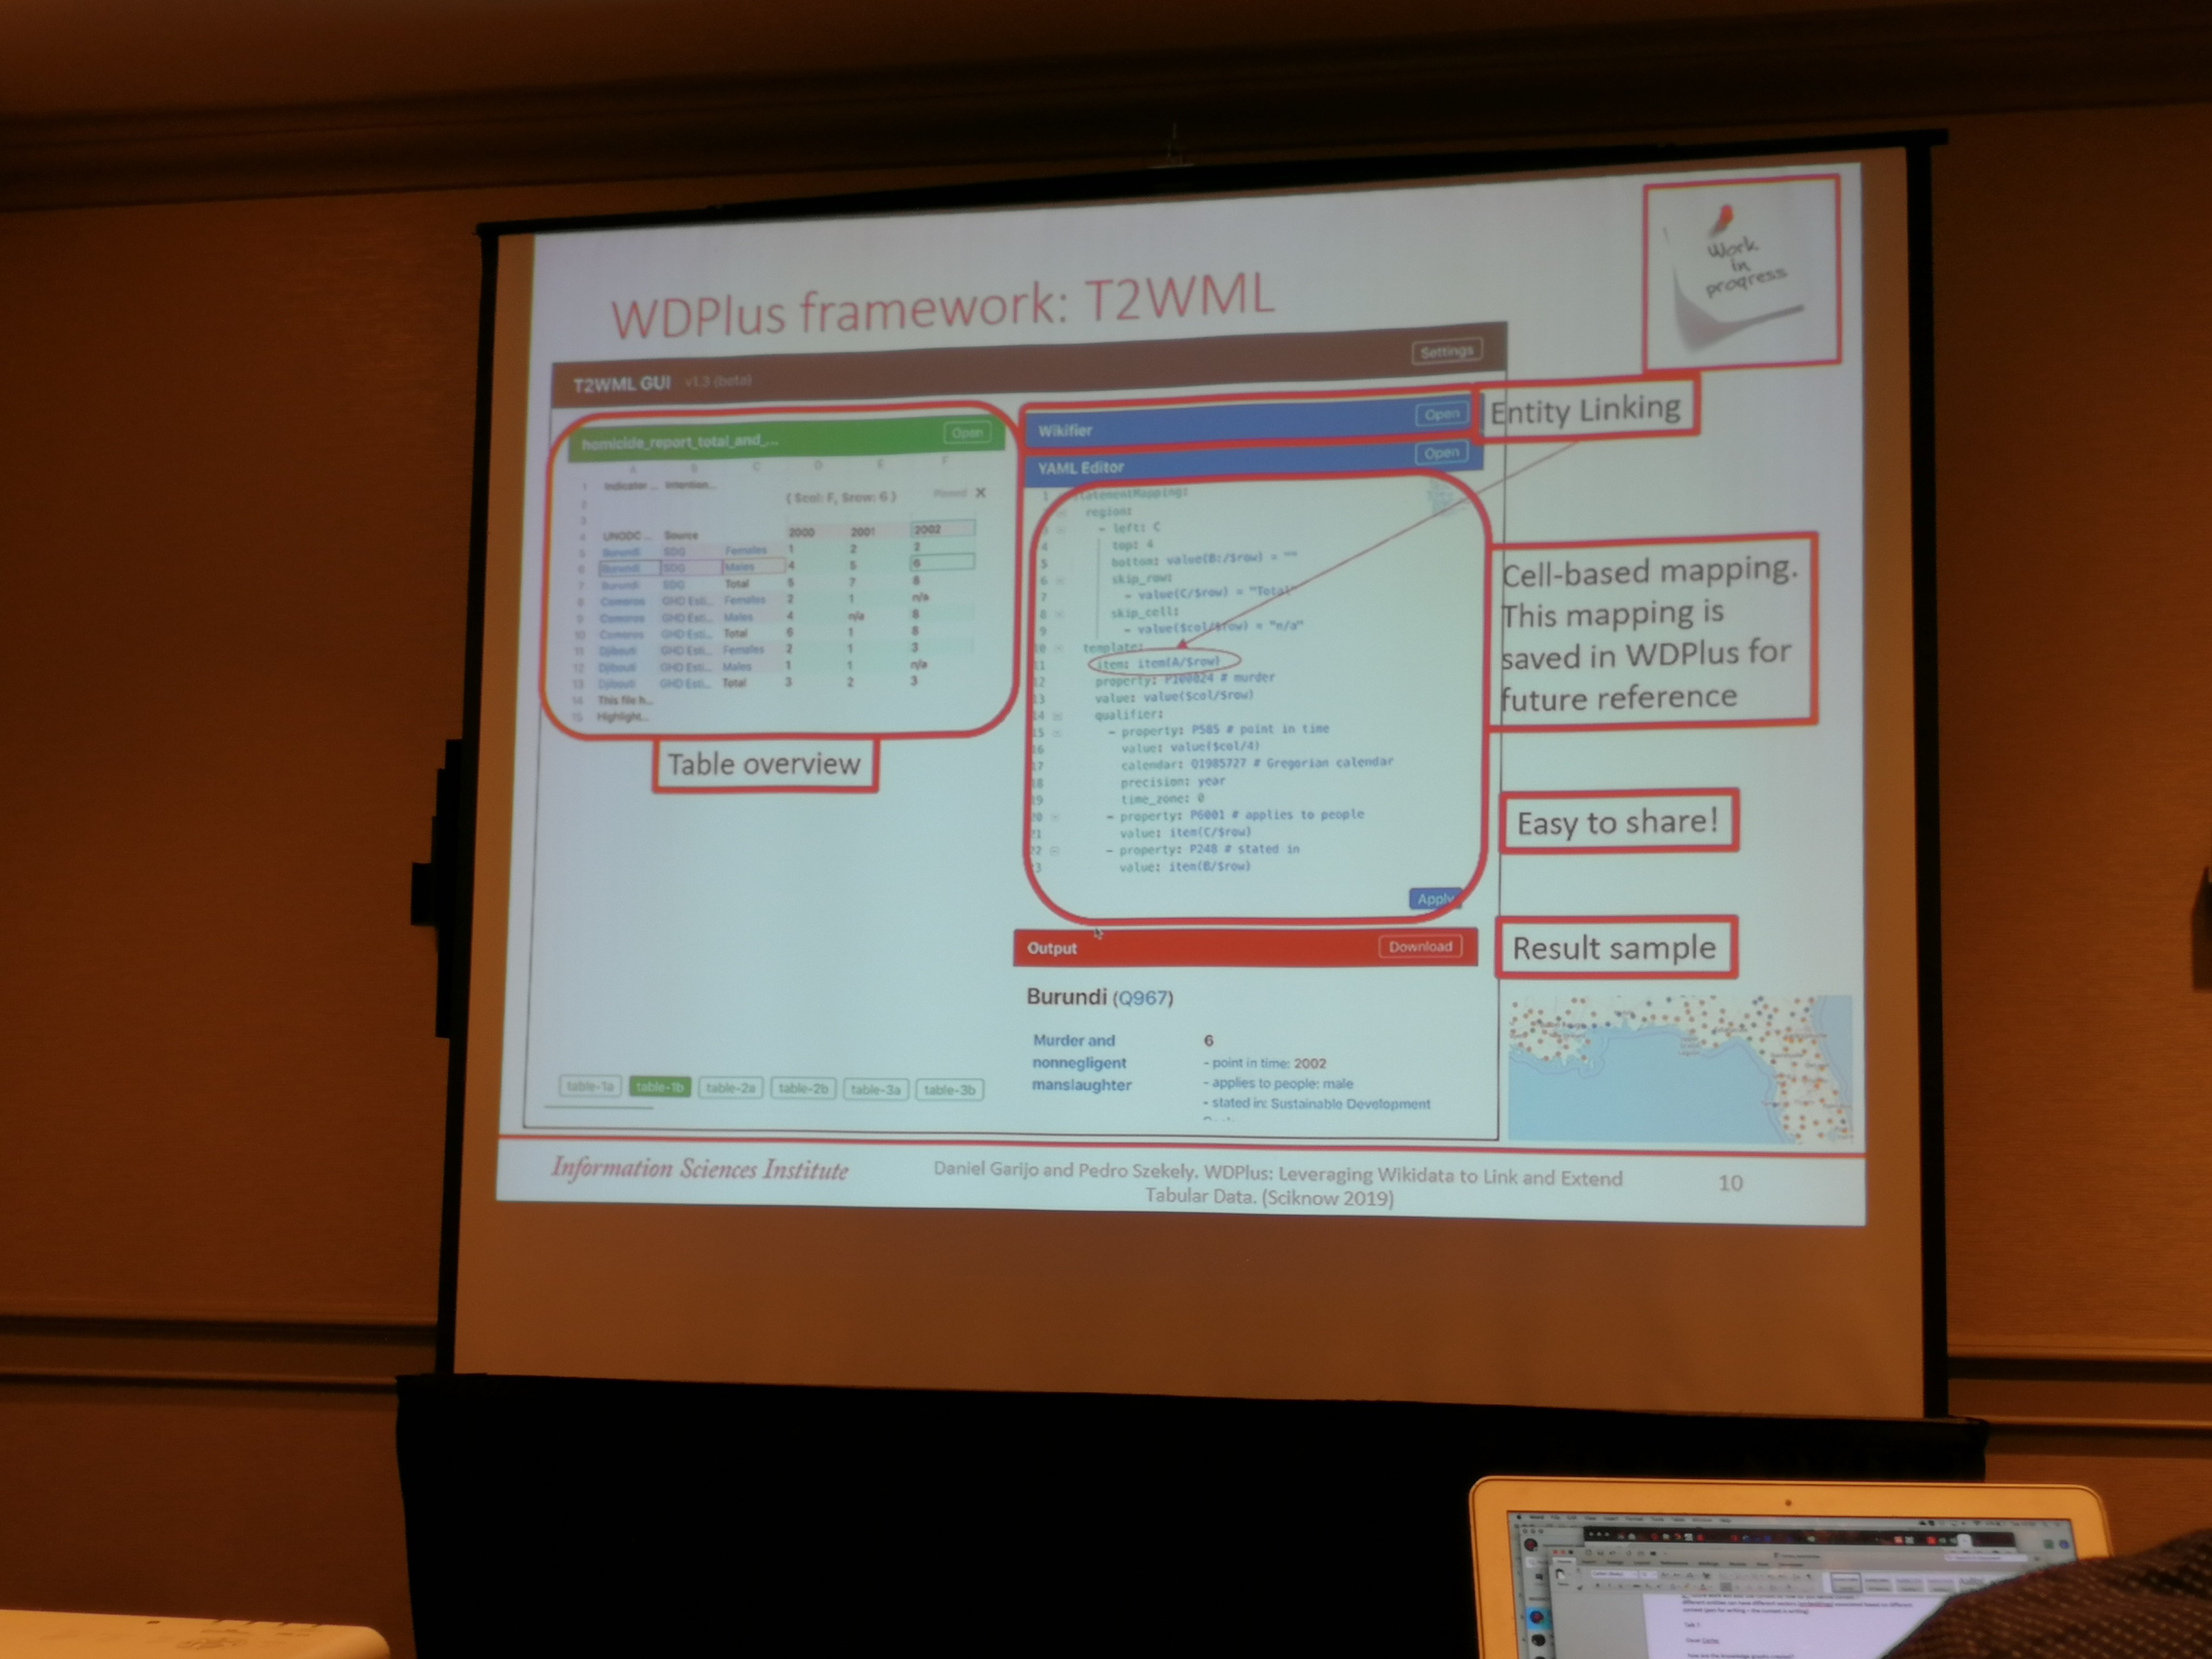 Work
in
progress
WDPlus framework: T2WML
T2WML GUI v1.3 (beta)
Settings
homicide_report_total_and_...
Open
A B C D E F
1 Indicator ... Intention...
2 { $col: F, $row: 6 } Pinned X
3
4 UNODC ... Source 2000 2001 2002
5 Burundi SDG Females 1 2 2
6 Burundi SDG Males 4 5 6
7 Burundi SDG Total 5 7 8
8 Comoros GHD Esti... Females 2 1 n/a
9 Comoros GHD Esti... Males 4 n/a 8
10 Comoros GHD Esti... Total 6 1 8
11 Djibouti GHD Esti... Females 2 1 3
12 Djibouti GHD Esti... Males 1 1 n/a
13 Djibouti GHD Esti... Total 3 2 3
14 This file h...
15 Highlight...
Table overview
table-1a table-1b table-2a table-2b table-3a table-3b
Wikifier
Open
Entity Linking
YAML Editor
Open
1 statementMapping:
region:
- left: C
4 top: 4
5 bottom: value(B:/$row) = ""
6 skip_row:
7 - value(C/$row) = "Total"
8 skip_cell:
9 - value($col/$row) = "n/a"
10 template:
11 item: item(A/$row)
12 property: P100024 # murder
13 value: value($col/$row)
14 qualifier:
15 - property: P585 # point in time
16 value: value($col/4)
17 calendar: Q1985727 # Gregorian calendar
18 precision: year
19 time_zone: 0
20 - property: P6001 # applies to people
21 value: item(C/$row)
22 - property: P248 # stated in
3 value: item(B/$row)
Apply
Cell-based mapping.
This mapping is
saved in WDPlus for
future reference
Easy to share!
Output
Download
Result sample
Burundi (Q967)
Murder and
nonnegligent
manslaughter
6
- point in time: 2002
- applies to people: male
- stated in: Sustainable Development
Information Sciences Institute
Daniel Garijo and Pedro Szekely. WDPlus: Leveraging Wikidata to Link and Extend
Tabular Data. (Sciknow 2019)
10